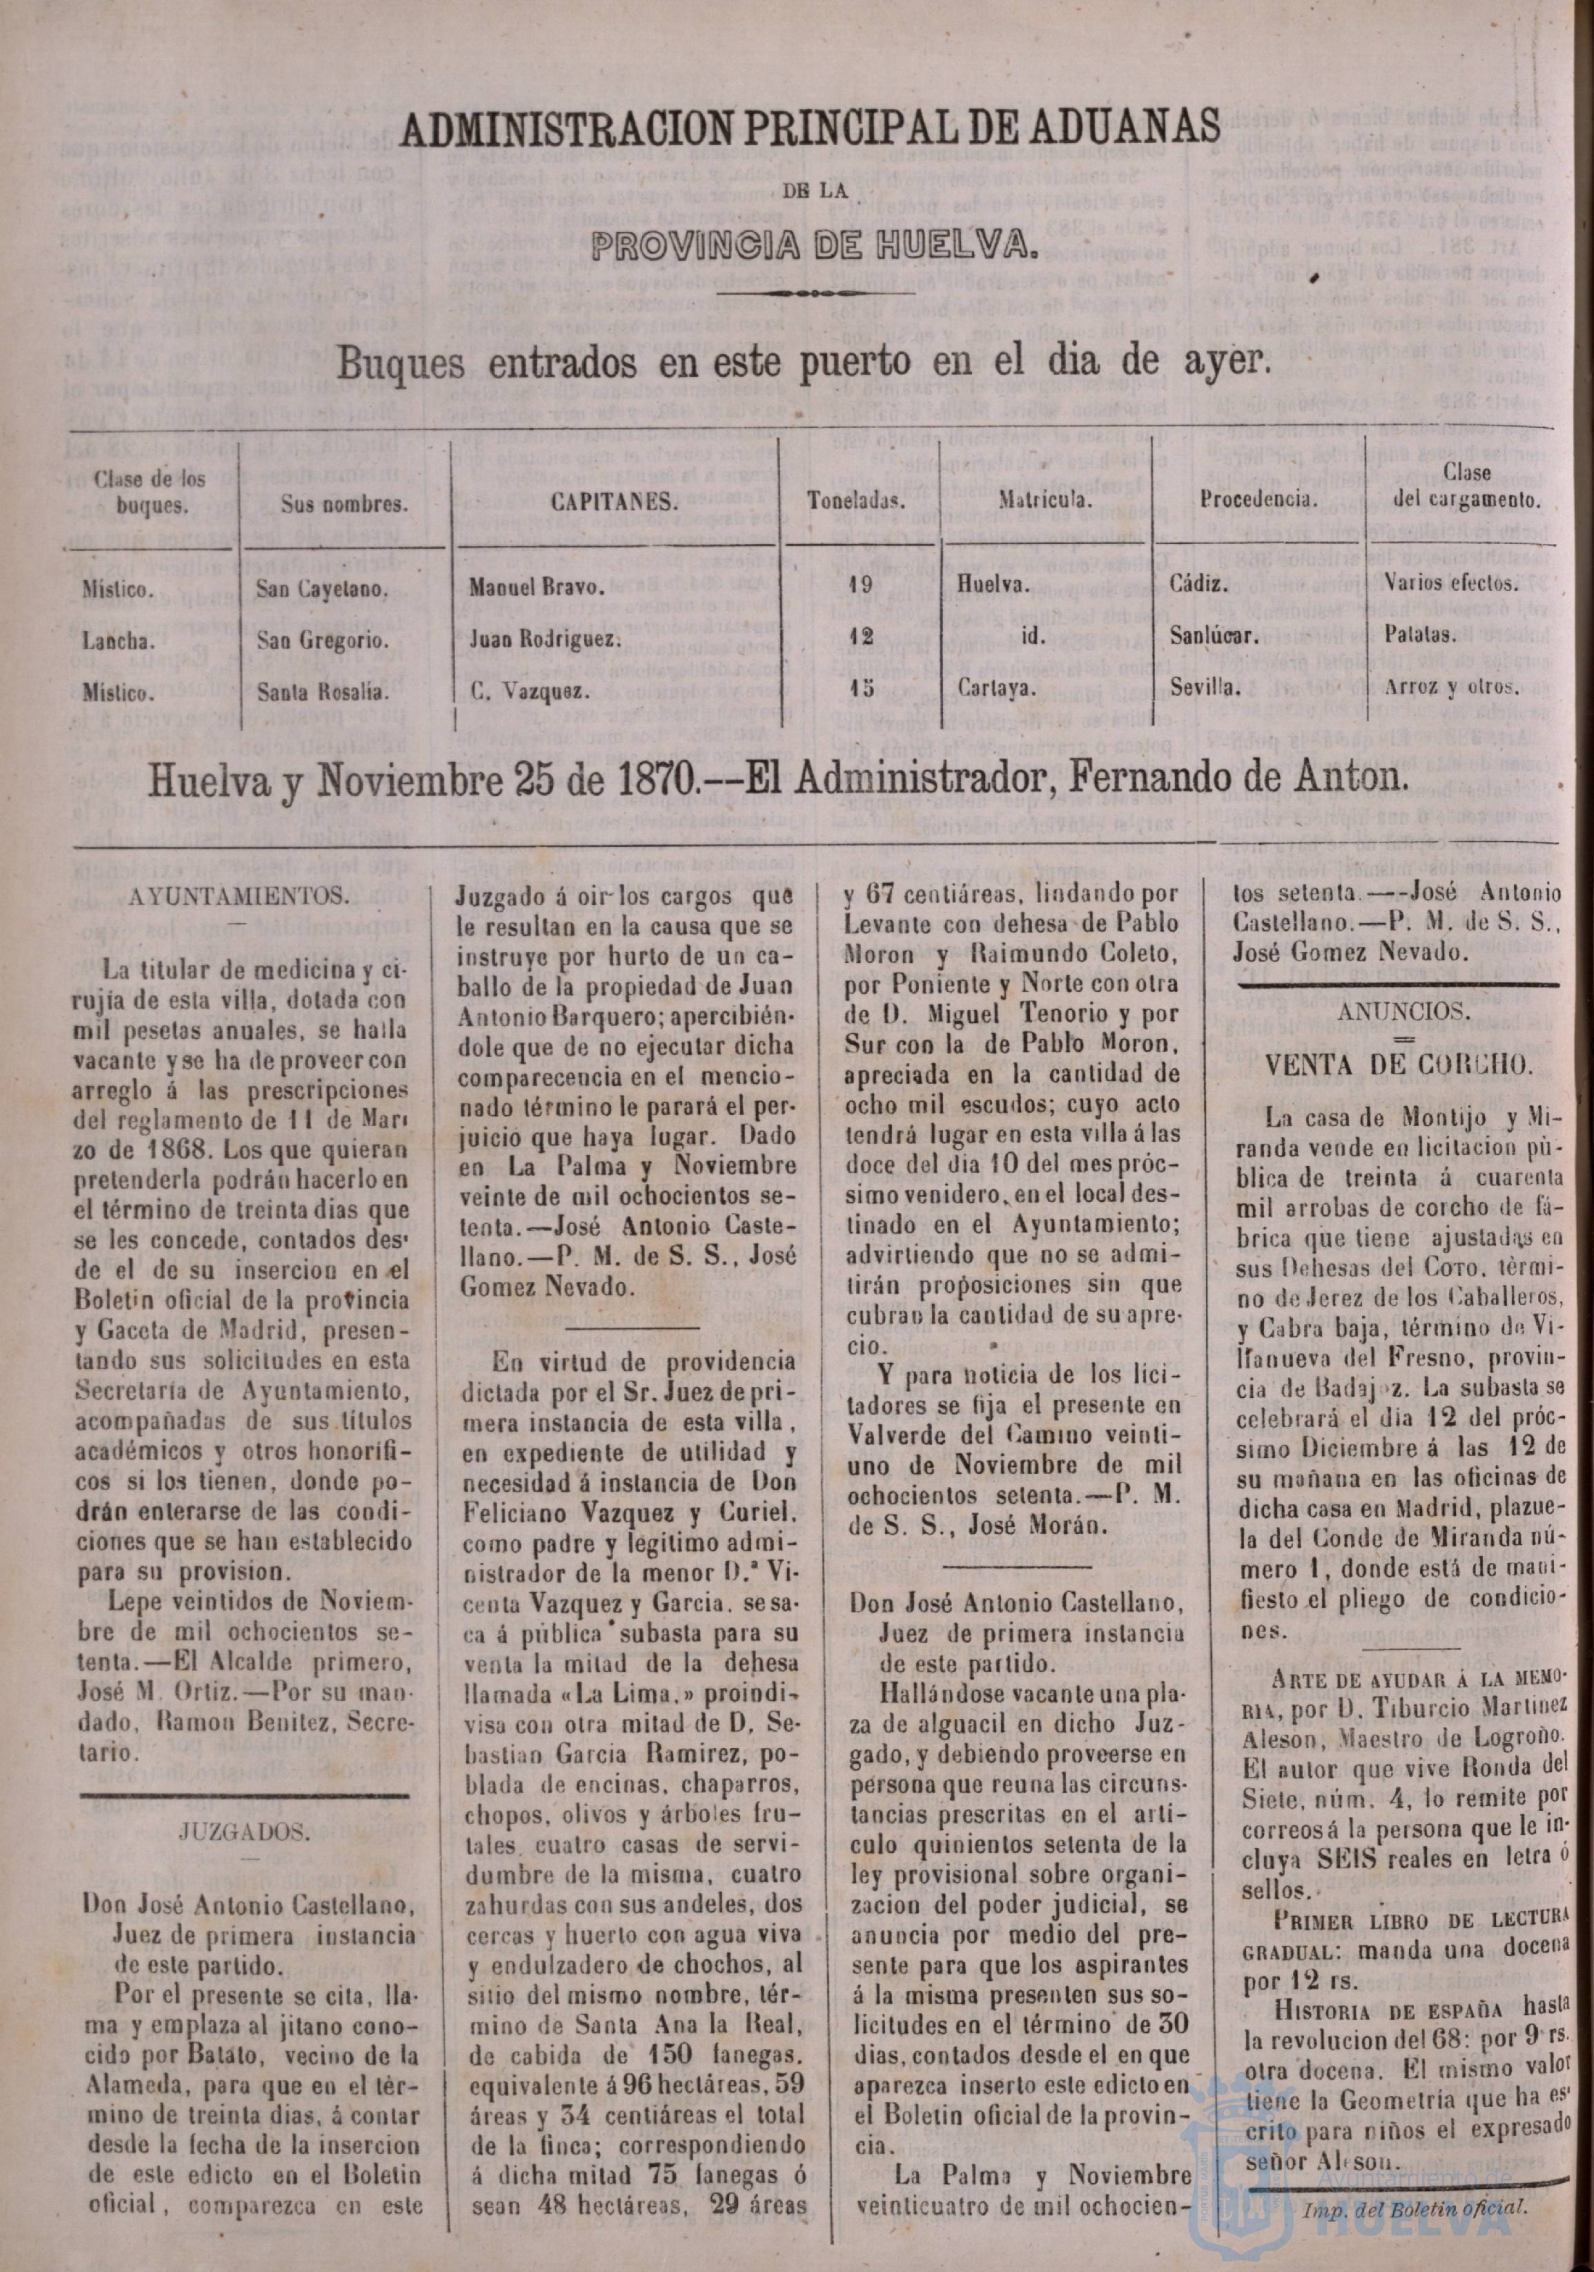 ADMINISTRACION PRINCIPAL DE ADUANAS
DE LA
PROVINCIA DE HUELVA.
Buques entrados en este puerto en el dia de ayer.
Clase de los buques. Sus nombres. CAPITANES. Toneladas. Matrícula. Procedencia. Clase del cargamento.
Místico. San Cayetano. Manuel Bravo. 19 Huelva. Cádiz. Varios efectos.
Lancha. San Gregorio. Juan Rodriguez. 12 id. Sanlúcar. Patatas.
Místico. Santa Rosalía. C. Vazquez. 15 Cartaya. Sevilla. Arroz y otros.
Huelva y Noviembre 25 de 1870.--El Administrador, Fernando de Anton.
AYUNTAMIENTOS.
La titular de medicina y ci-
rujía de esta villa, dotada con
mil pesetas anuales, se halla
vacante y se ha de proveer con
arreglo á las prescripciones
del reglamento de 11 de Mar-
zo de 1868. Los que quieran
pretenderla podrán hacerlo en
el término de treinta dias que
se les concede, contados des-
de el de su insercion en el
Boletin oficial de la provincia
y Gaceta de Madrid, presen-
tando sus solicitudes en esta
Secretaría de Ayuntamiento,
acompañadas de sus títulos
académicos y otros honorífi-
cos si los tienen, donde po-
drán enterarse de las condi-
ciones que se han establecido
para su provision.
Lepe veintidos de Noviem-
bre de mil ochocientos se-
tenta.—El Alcalde primero,
José M. Ortiz.—Por su man-
dado, Ramon Benitez, Secre-
tario.
JUZGADOS.
Don José Antonio Castellano,
Juez de primera instancia
de este partido.
Por el presente se cita, lla-
ma y emplaza al jitano cono-
cido por Batato, vecino de la
Alameda, para que en el tér-
mino de treinta dias, á contar
desde la fecha de la insercion
de este edicto en el Boletin
oficial, comparezca en este
Juzgado á oir los cargos que
le resultan en la causa que se
instruye por hurto de un ca-
ballo de la propiedad de Juan
Antonio Barquero; apercibién-
dole que de no ejecutar dicha
comparecencia en el mencio-
nado término le parará el per-
juicio que haya lugar. Dado
en La Palma y Noviembre
veinte de mil ochocientos se-
tenta.—José Antonio Caste-
llano.—P. M. de S. S., José
Gomez Nevado.
En virtud de providencia
dictada por el Sr. Juez de pri-
mera instancia de esta villa,
en expediente de utilidad y
necesidad á instancia de Don
Feliciano Vazquez y Curiel,
como padre y legítimo admi-
nistrador de la menor D.ª Vi-
centa Vazquez y Garcia, se sa-
ca á pública subasta para su
venta la mitad de la dehesa
llamada «La Lima,» proindi-
visa con otra mitad de D. Se-
bastian Garcia Ramirez, po-
blada de encinas, chaparros,
chopos, olivos y árboles fru-
tales, cuatro casas de servi-
dumbre de la misma, cuatro
zahurdas con sus andeles, dos
cercas y huerto con agua viva
y endulzadero de chochos, al
sitio del mismo nombre, tér-
mino de Santa Ana la Real,
de cabida de 150 fanegas,
equivalente á 96 hectáreas, 59
áreas y 34 centiáreas el total
de la finca; correspondiendo
á dicha mitad 75 fanegas ó
sean 48 hectáreas, 29 áreas
y 67 centiáreas, lindando por
Levante con dehesa de Pablo
Moron y Raimundo Coleto,
por Poniente y Norte con otra
de D. Miguel Tenorio y por
Sur con la de Pablo Moron,
apreciada en la cantidad de
ocho mil escudos; cuyo acto
tendrá lugar en esta villa á las
doce del dia 10 del mes próc-
simo venidero, en el local des-
tinado en el Ayuntamiento;
advirtiendo que no se admi-
tirán proposiciones sin que
cubran la cantidad de su apre-
cio.
Y para noticia de los lici-
tadores se fija el presente en
Valverde del Camino veinti-
uno de Noviembre de mil
ochocientos setenta.—P. M.
de S. S., José Morán.
Don José Antonio Castellano,
Juez de primera instancia
de este partido.
Hallándose vacante una pla-
za de alguacil en dicho Juz-
gado, y debiendo proveerse en
persona que reuna las circuns-
tancias prescritas en el artí-
culo quinientos setenta de la
ley provisional sobre organi-
zacion del poder judicial, se
anuncia por medio del pre-
sente para que los aspirantes
á la misma presenten sus so-
licitudes en el término de 30
dias, contados desde el en que
aparezca inserto este edicto en
el Boletin oficial de la provin-
cia.
La Palma y Noviembre
veinticuatro de mil ochocien-
tos setenta.—-José Antonio
Castellano.—P. M. de S. S.,
José Gomez Nevado.
ANUNCIOS.
VENTA DE CORCHO.
La casa de Montijo y Mi-
randa vende en licitacion pú-
blica de treinta á cuarenta
mil arrobas de corcho de fá-
brica que tiene ajustadas en
sus Dehesas del Coto, térmi-
no de Jerez de los Caballeros,
y Cabra baja, término de Vi-
llanueva del Fresno, provin-
cia de Badajoz. La subasta se
celebrará el dia 12 del próc-
simo Diciembre á las 12 de
su mañana en las oficinas de
dicha casa en Madrid, plazue-
la del Conde de Miranda nú-
mero 1, donde está de mani-
fiesto el pliego de condicio-
nes.
ARTE DE AYUDAR Á LA MEMO-
RIA, por D. Tiburcio Martinez
Aleson, Maestro de Logroño.
El autor que vive Ronda del
Siete, núm. 4, lo remite por
correos á la persona que le in-
cluya SEIS reales en letra ó
sellos.
PRIMER LIBRO DE LECTURA
GRADUAL: manda una docena
por 12 rs.
HISTORIA DE ESPAÑA hasta
la revolucion del 68: por 9 rs.
otra docena. El mismo valor
tiene la Geometría que ha es-
crito para niños el expresado
señor Aleson.
Imp. del Boletin oficial.
Ayuntamiento de
HUELVA